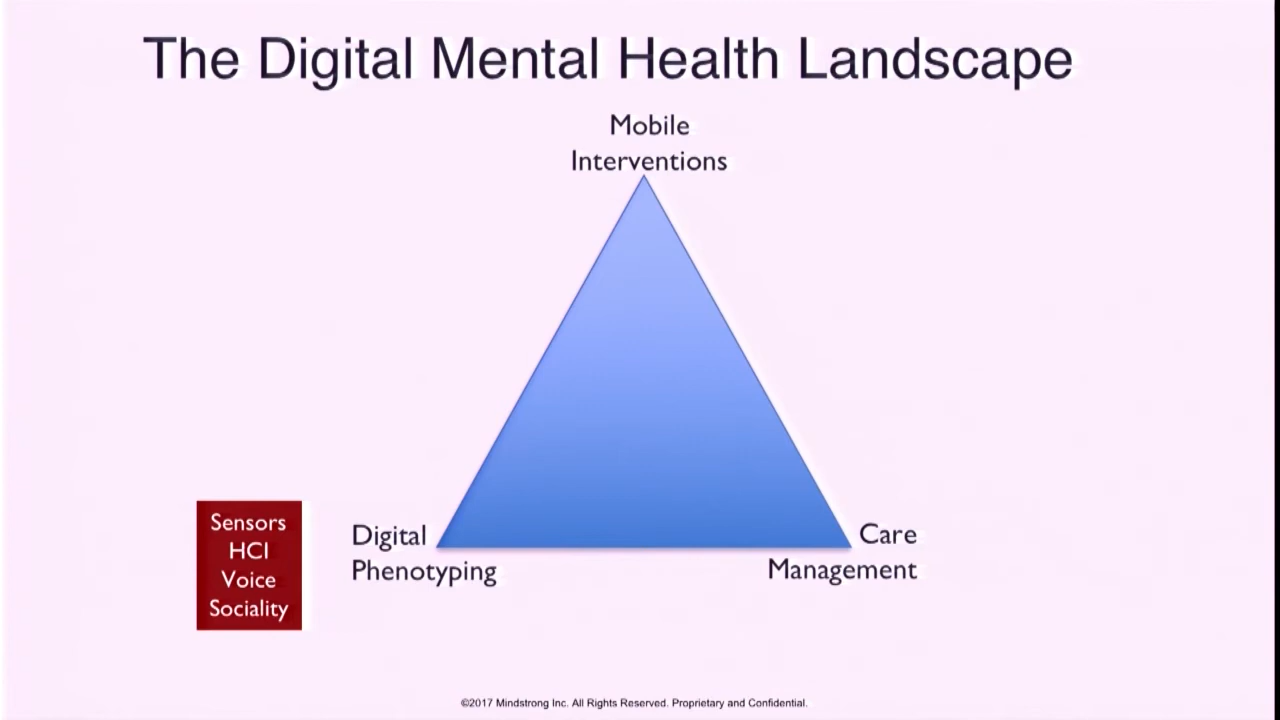 The Digital Mental Health Landscape
Mobile
Interventions
Sensors
HCI
Voice
Sociality
Digital
Phenotyping
Care
Management
©2017 Mindstrong Inc. All Rights Reserved. Proprietary and Confidential.